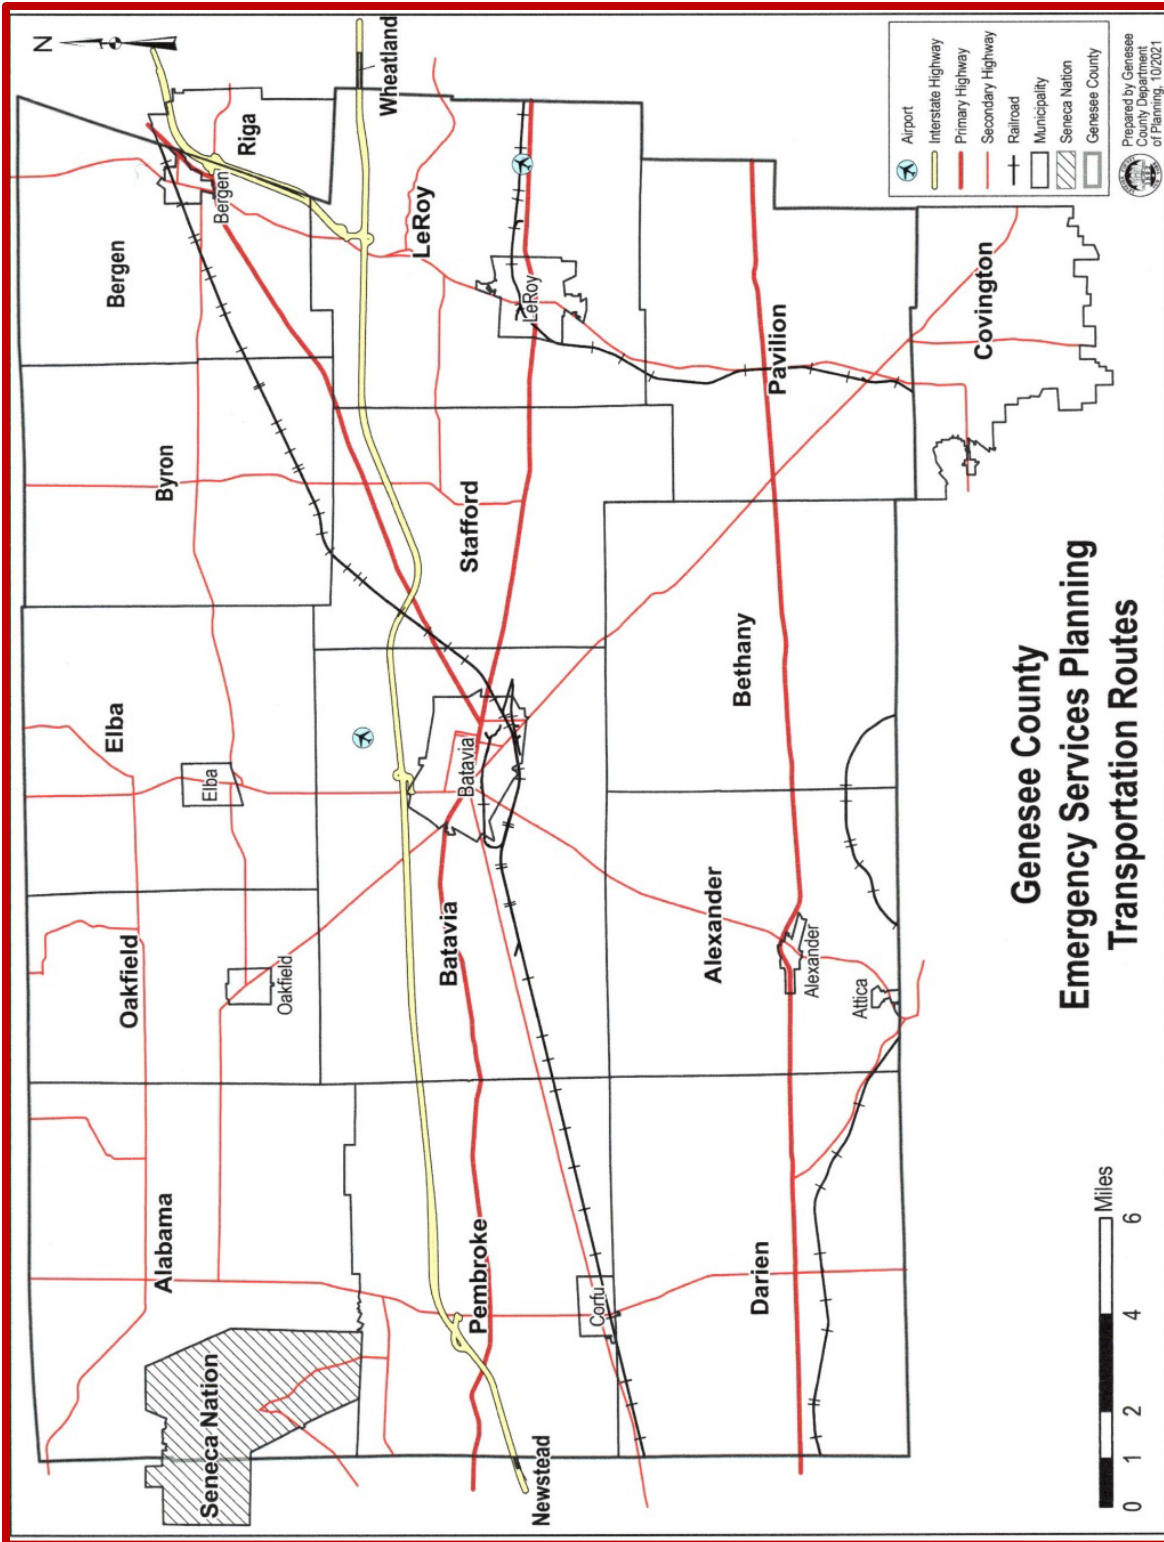 N
Wheatland
Riga
Bergen
Bergen
LeRoy
LeRoy
Byron
Stafford
Pavilion
Covington
Elba
Elba
Batavia
Batavia
Bethany
Oakfield
Oakfield
Alexander
Alexander
Attica
Alabama
Pembroke
Corfu
Darien
Seneca Nation
Newstead
Airport
Interstate Highway
Primary Highway
Secondary Highway
Railroad
Municipality
Seneca Nation
Genesee County
Prepared by Genesee
County Department
of Planning, 10/2021
Genesee County
Emergency Services Planning
Transportation Routes
Miles
0 1 2 4 6